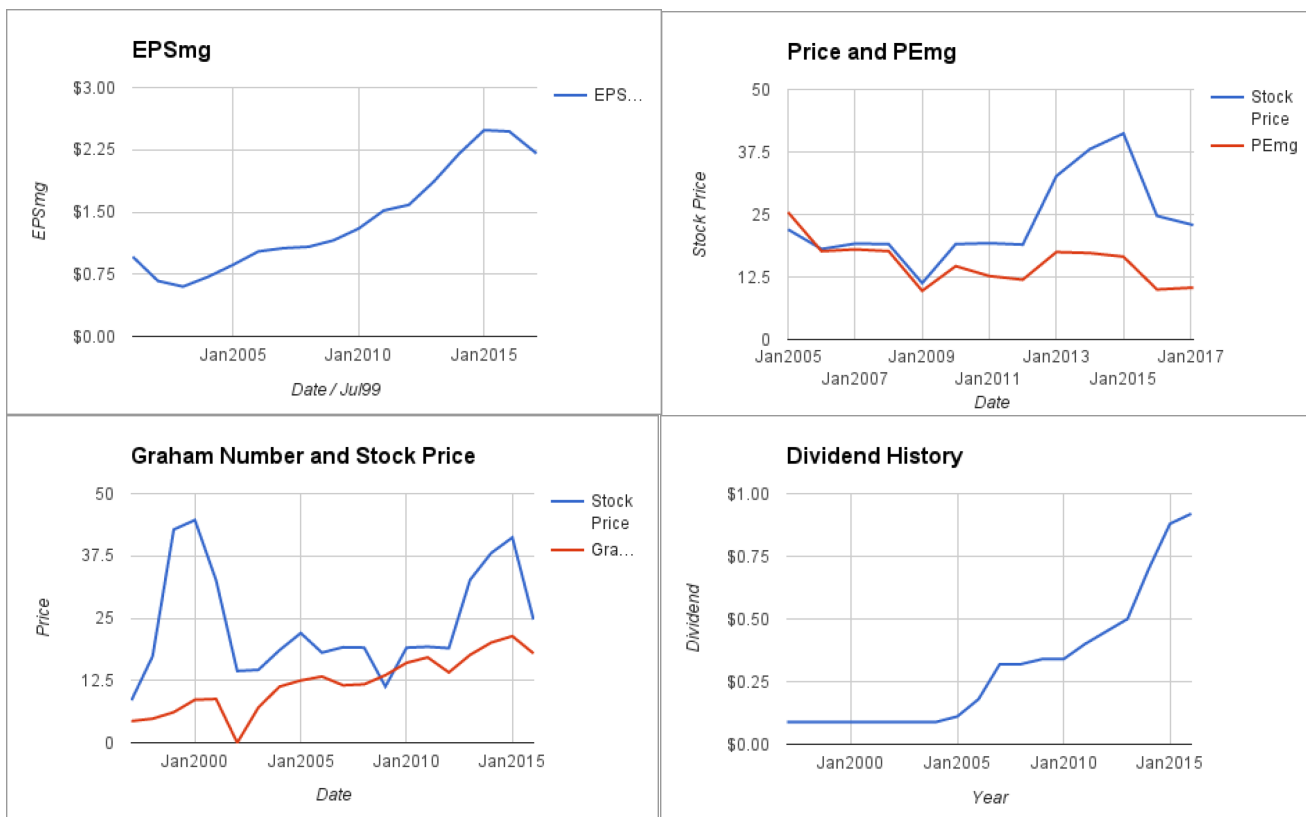 EPSmg
$3.00
EPS…
$2.25
$1.50
$0.75
$0.00
EPSmg
Jan2005 Jan2010 Jan2015
Date / Jul99
Price and PEmg
50
37.5
25
12.5
0
Stock Price
Stock
Price
PEmg
Jan2005 Jan2009 Jan2013 Jan2017
Jan2007 Jan2011 Jan2015
Date
Graham Number and Stock Price
50
37.5
25
12.5
0
Price
Stock
Price
Gra…
Jan2000 Jan2005 Jan2010 Jan2015
Date
Dividend History
$1.00
$0.75
$0.50
$0.25
$0.00
Dividend
Jan2000 Jan2005 Jan2010 Jan2015
Year